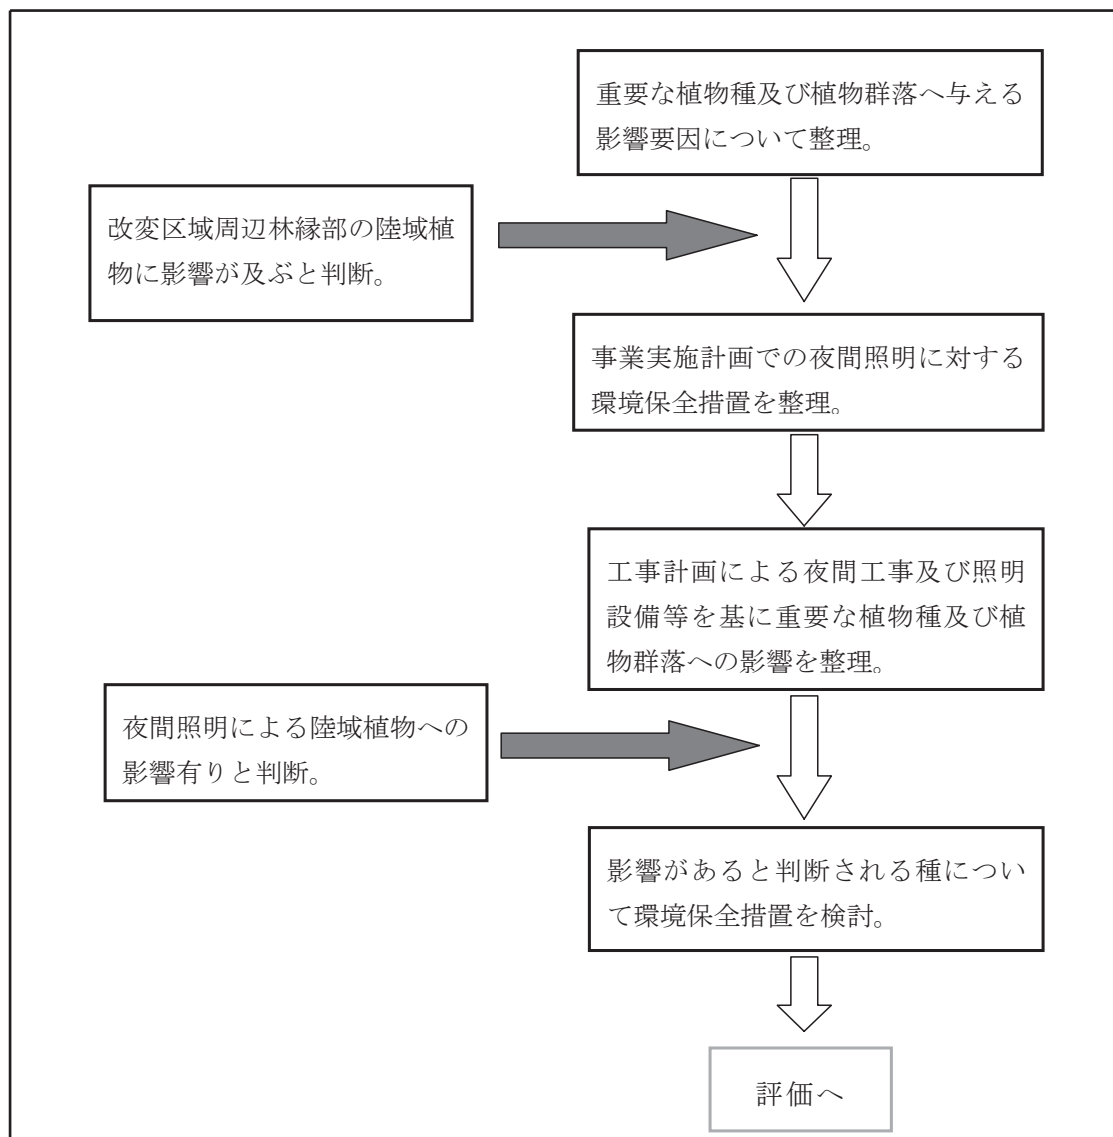 重要な植物種及び植物群落へ与える
影響要因について整理。
改変区域周辺林縁部の陸域植
物に影響が及ぶと判断。
事業実施計画での夜間照明に対する
環境保全措置を整理。
工事計画による夜間工事及び照明
設備等を基に重要な植物種及び植
物群落への影響を整理。
夜間照明による陸域植物への
影響有りと判断。
影響があると判断される種につい
て環境保全措置を検討。
評価へ